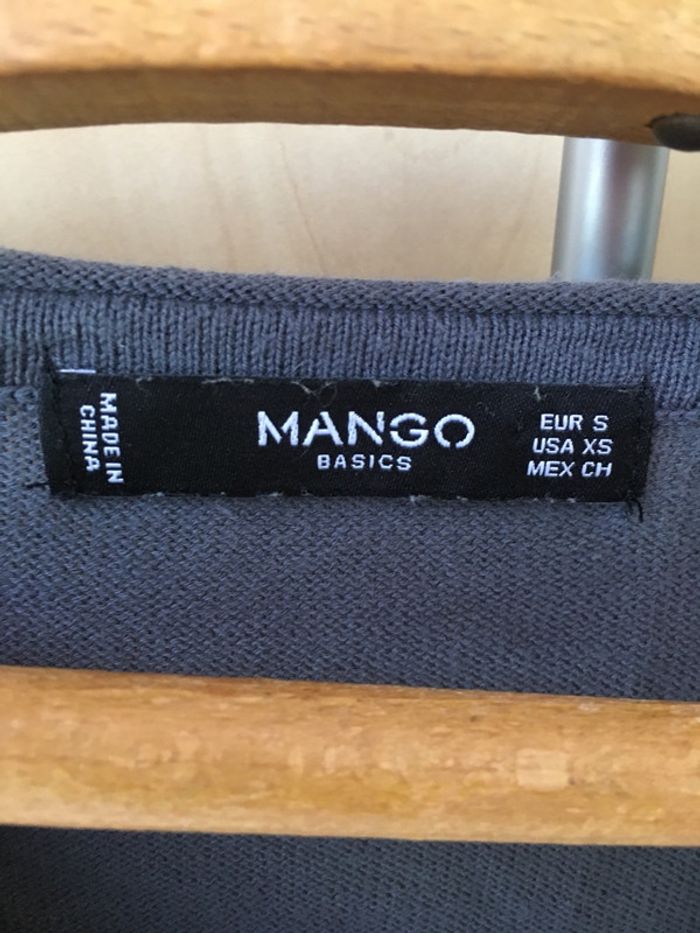 MADE IN
CHINA
MANGO
BASICS
EUR S
USA XS
MEX CH